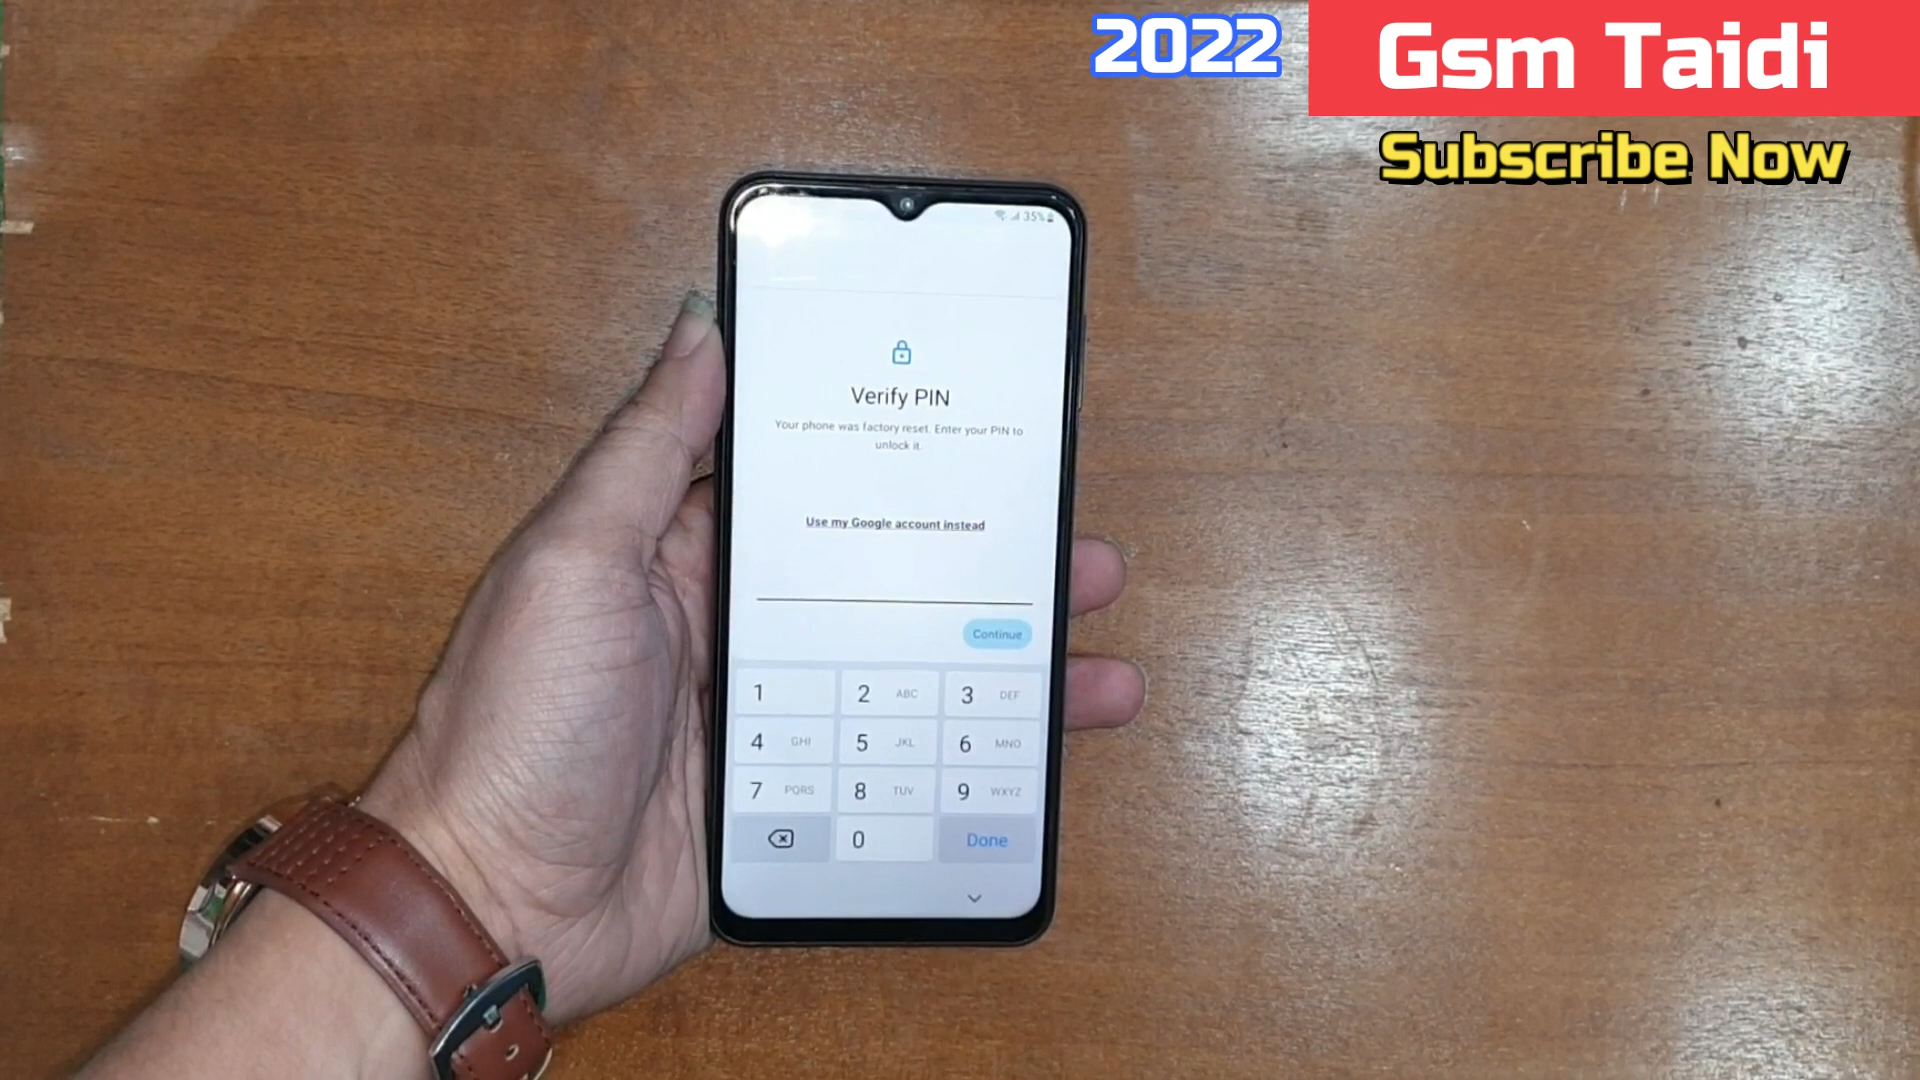 2022
Gsm Taidi
Subscribe Now
35%
Verify PIN
Your phone was factory reset. Enter your PIN to
unlock it.
Use my Google account instead
Continue
1
2 ABC
3 DEF
4 GHI
5 JKL
6 MNO
7 PQRS
8 TUV
9 WXYZ
0
Done